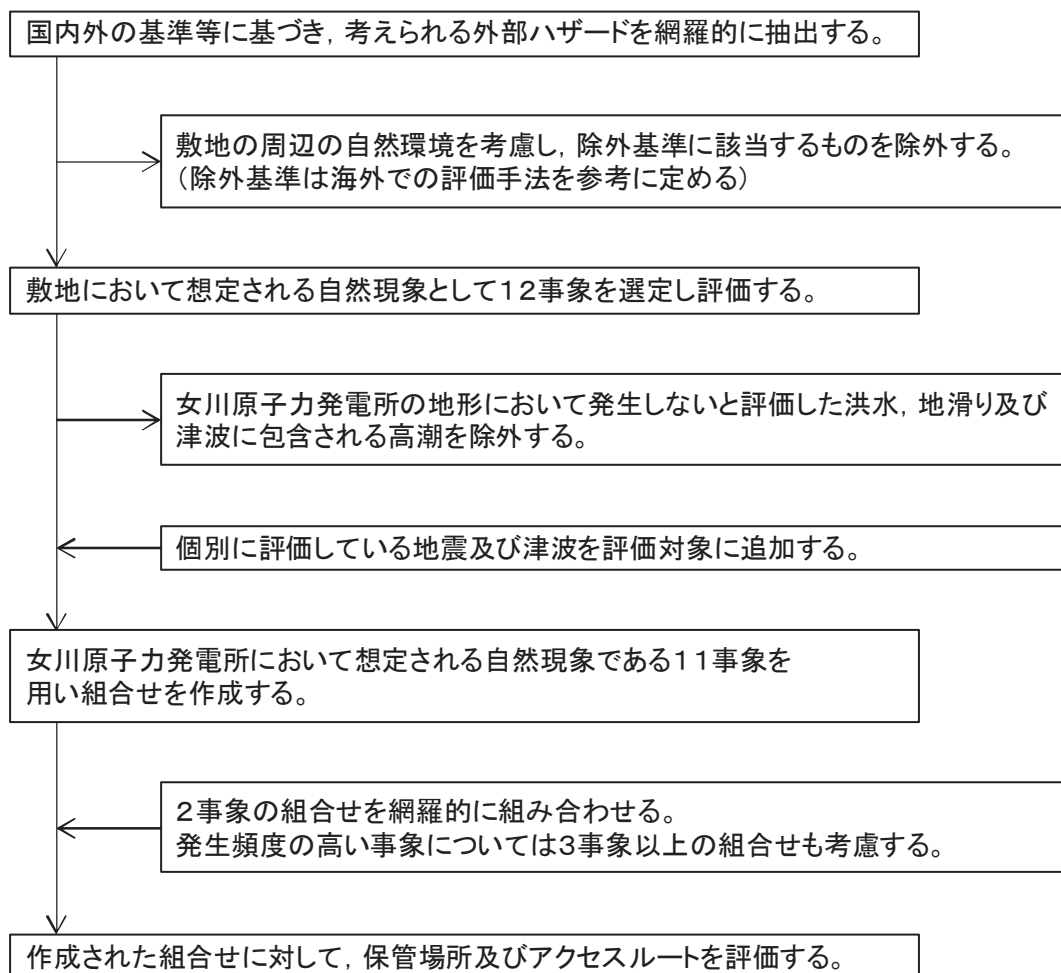 国内外の基準等に基づき，考えられる外部ハザードを網羅的に抽出する。
敷地の周辺の自然環境を考慮し，除外基準に該当するものを除外する。
（除外基準は海外での評価手法を参考に定める）
敷地において想定される自然現象として１２事象を選定し評価する。
女川原子力発電所の地形において発生しないと評価した洪水，地滑り及び
津波に包含される高潮を除外する。
個別に評価している地震及び津波を評価対象に追加する。
女川原子力発電所において想定される自然現象である１１事象を
用い組合せを作成する。
２事象の組合せを網羅的に組み合わせる。
発生頻度の高い事象については３事象以上の組合せも考慮する。
作成された組合せに対して，保管場所及びアクセスルートを評価する。